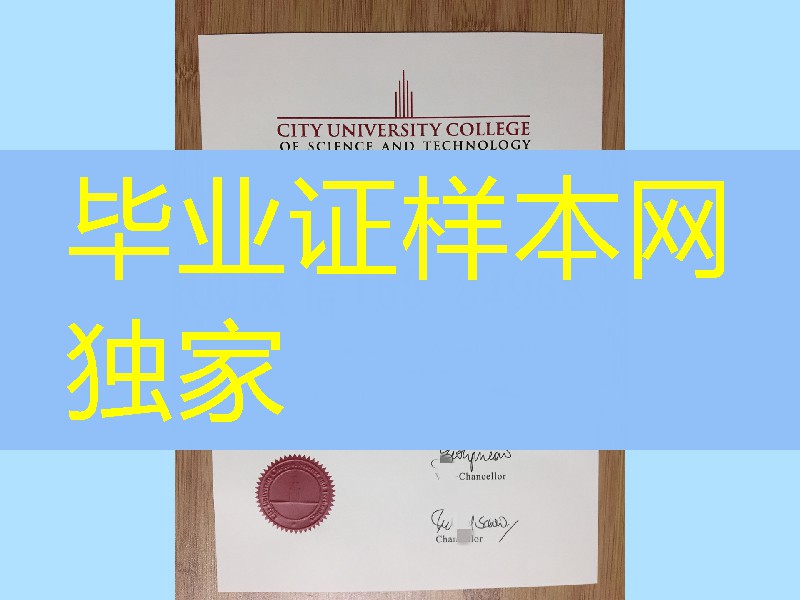 CITY UNIVERSITY COLLEGE
OF SCIENCE AND TECHNOLOGY
毕业证样本网
独家
Chancellor